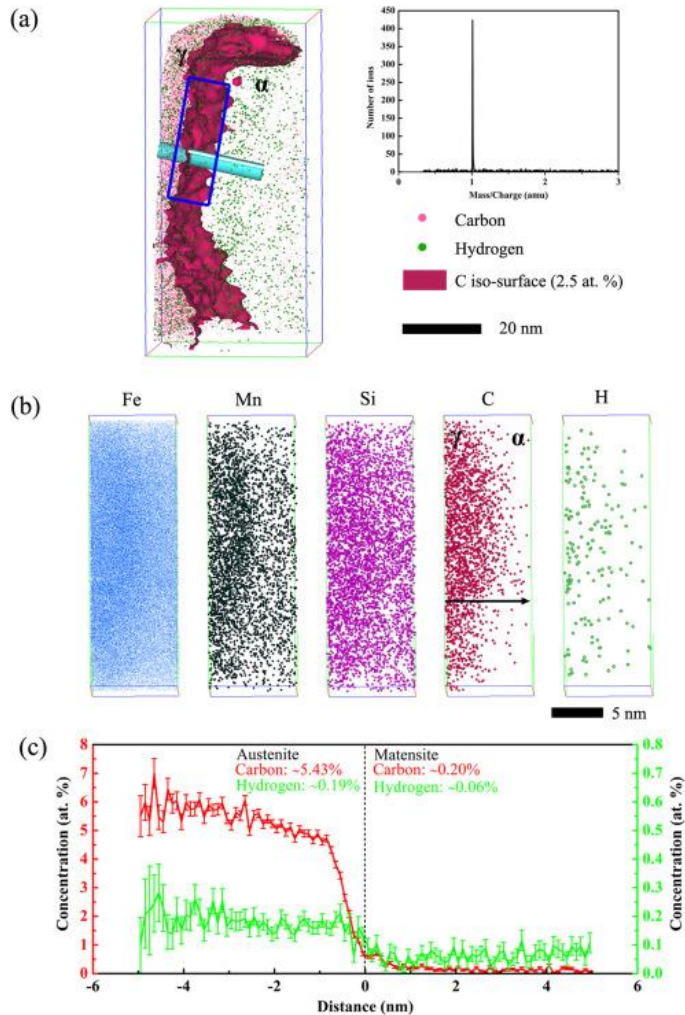 (a)
γ
α
Number of ions
450
400
350
300
250
200
150
100
50
0
0 1 2 3
Mass/Charge (amu)
Carbon
Hydrogen
C iso-surface (2.5 at. %)
20 nm
(b)
Fe Mn Si C H
γ α
5 nm
(c)
Concentration (at. %)
8
7
6
5
4
3
2
1
0
Austenite
Carbon: ~5.43%
Hydrogen: ~0.19%
Matensite
Carbon: ~0.20%
Hydrogen: ~0.06%
0.8
0.7
0.6
0.5
0.4
0.3
0.2
0.1
0.0
Concentration (at. %)
-6 -4 -2 0 2 4 6
Distance (nm)